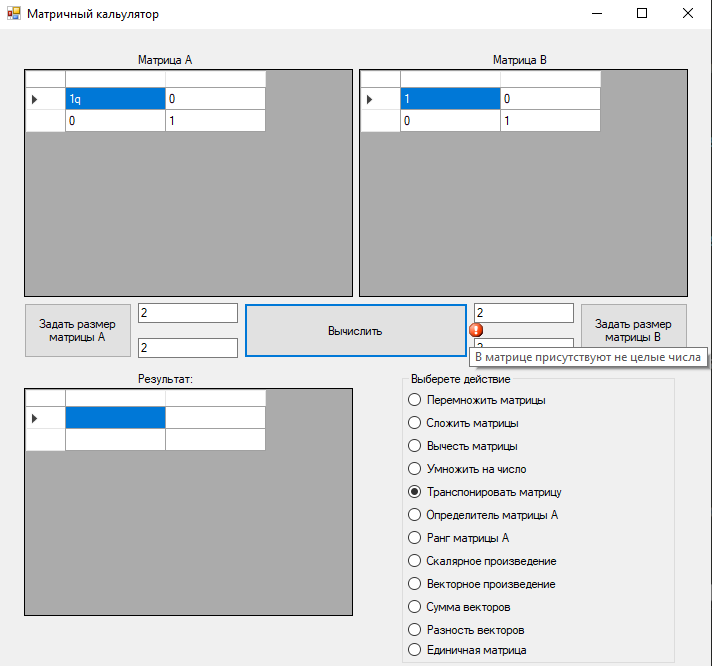 Матричный кальулятор
Матрица А
Матрица В
1q 0
0 1
1 0
0 1
Задать размер
матрицы А
2
2
Вычислить
2
Задать размер
матрицы В
В матрице присутствуют не целые числа
Результат:
Выберете действие
Перемножить матрицы
Сложить матрицы
Вычесть матрицы
Умножить на число
Транспонировать матрицу
Определитель матрицы А
Ранг матрицы А
Скалярное произведение
Векторное произведение
Сумма векторов
Разность векторов
Единичная матрица